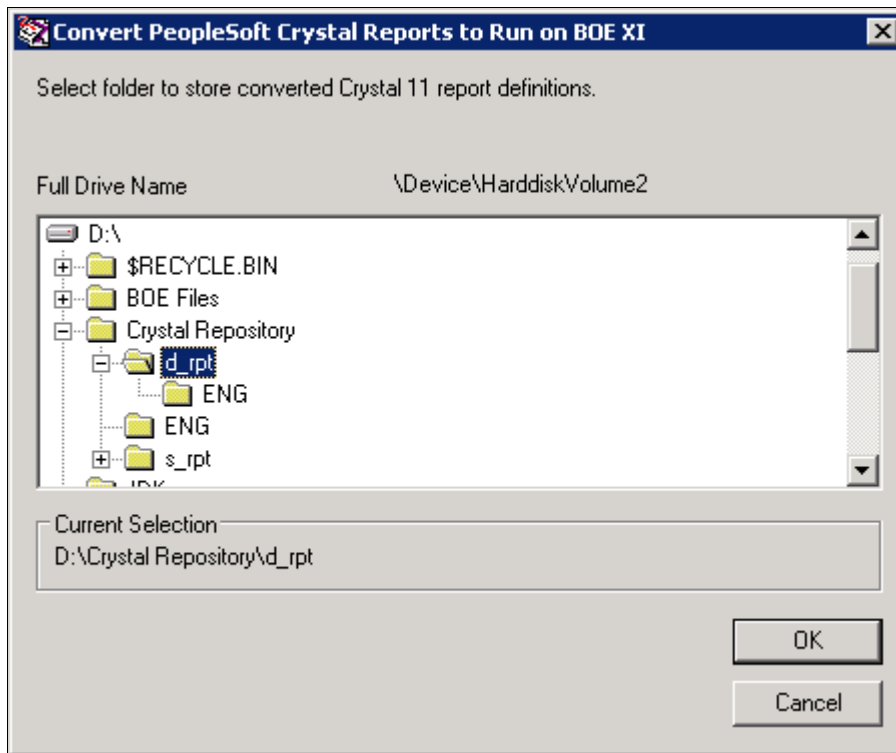 Convert PeopleSoft Crystal Reports to Run on BOE XI
Select folder to store converted Crystal 11 report definitions.
Full Drive Name \Device\HarddiskVolume2
D:\
$RECYCLE.BIN
BOE Files
Crystal Repository
d_rpt
ENG
ENG
s_rpt
Current Selection
D:\Crystal Repository\d_rpt
OK
Cancel